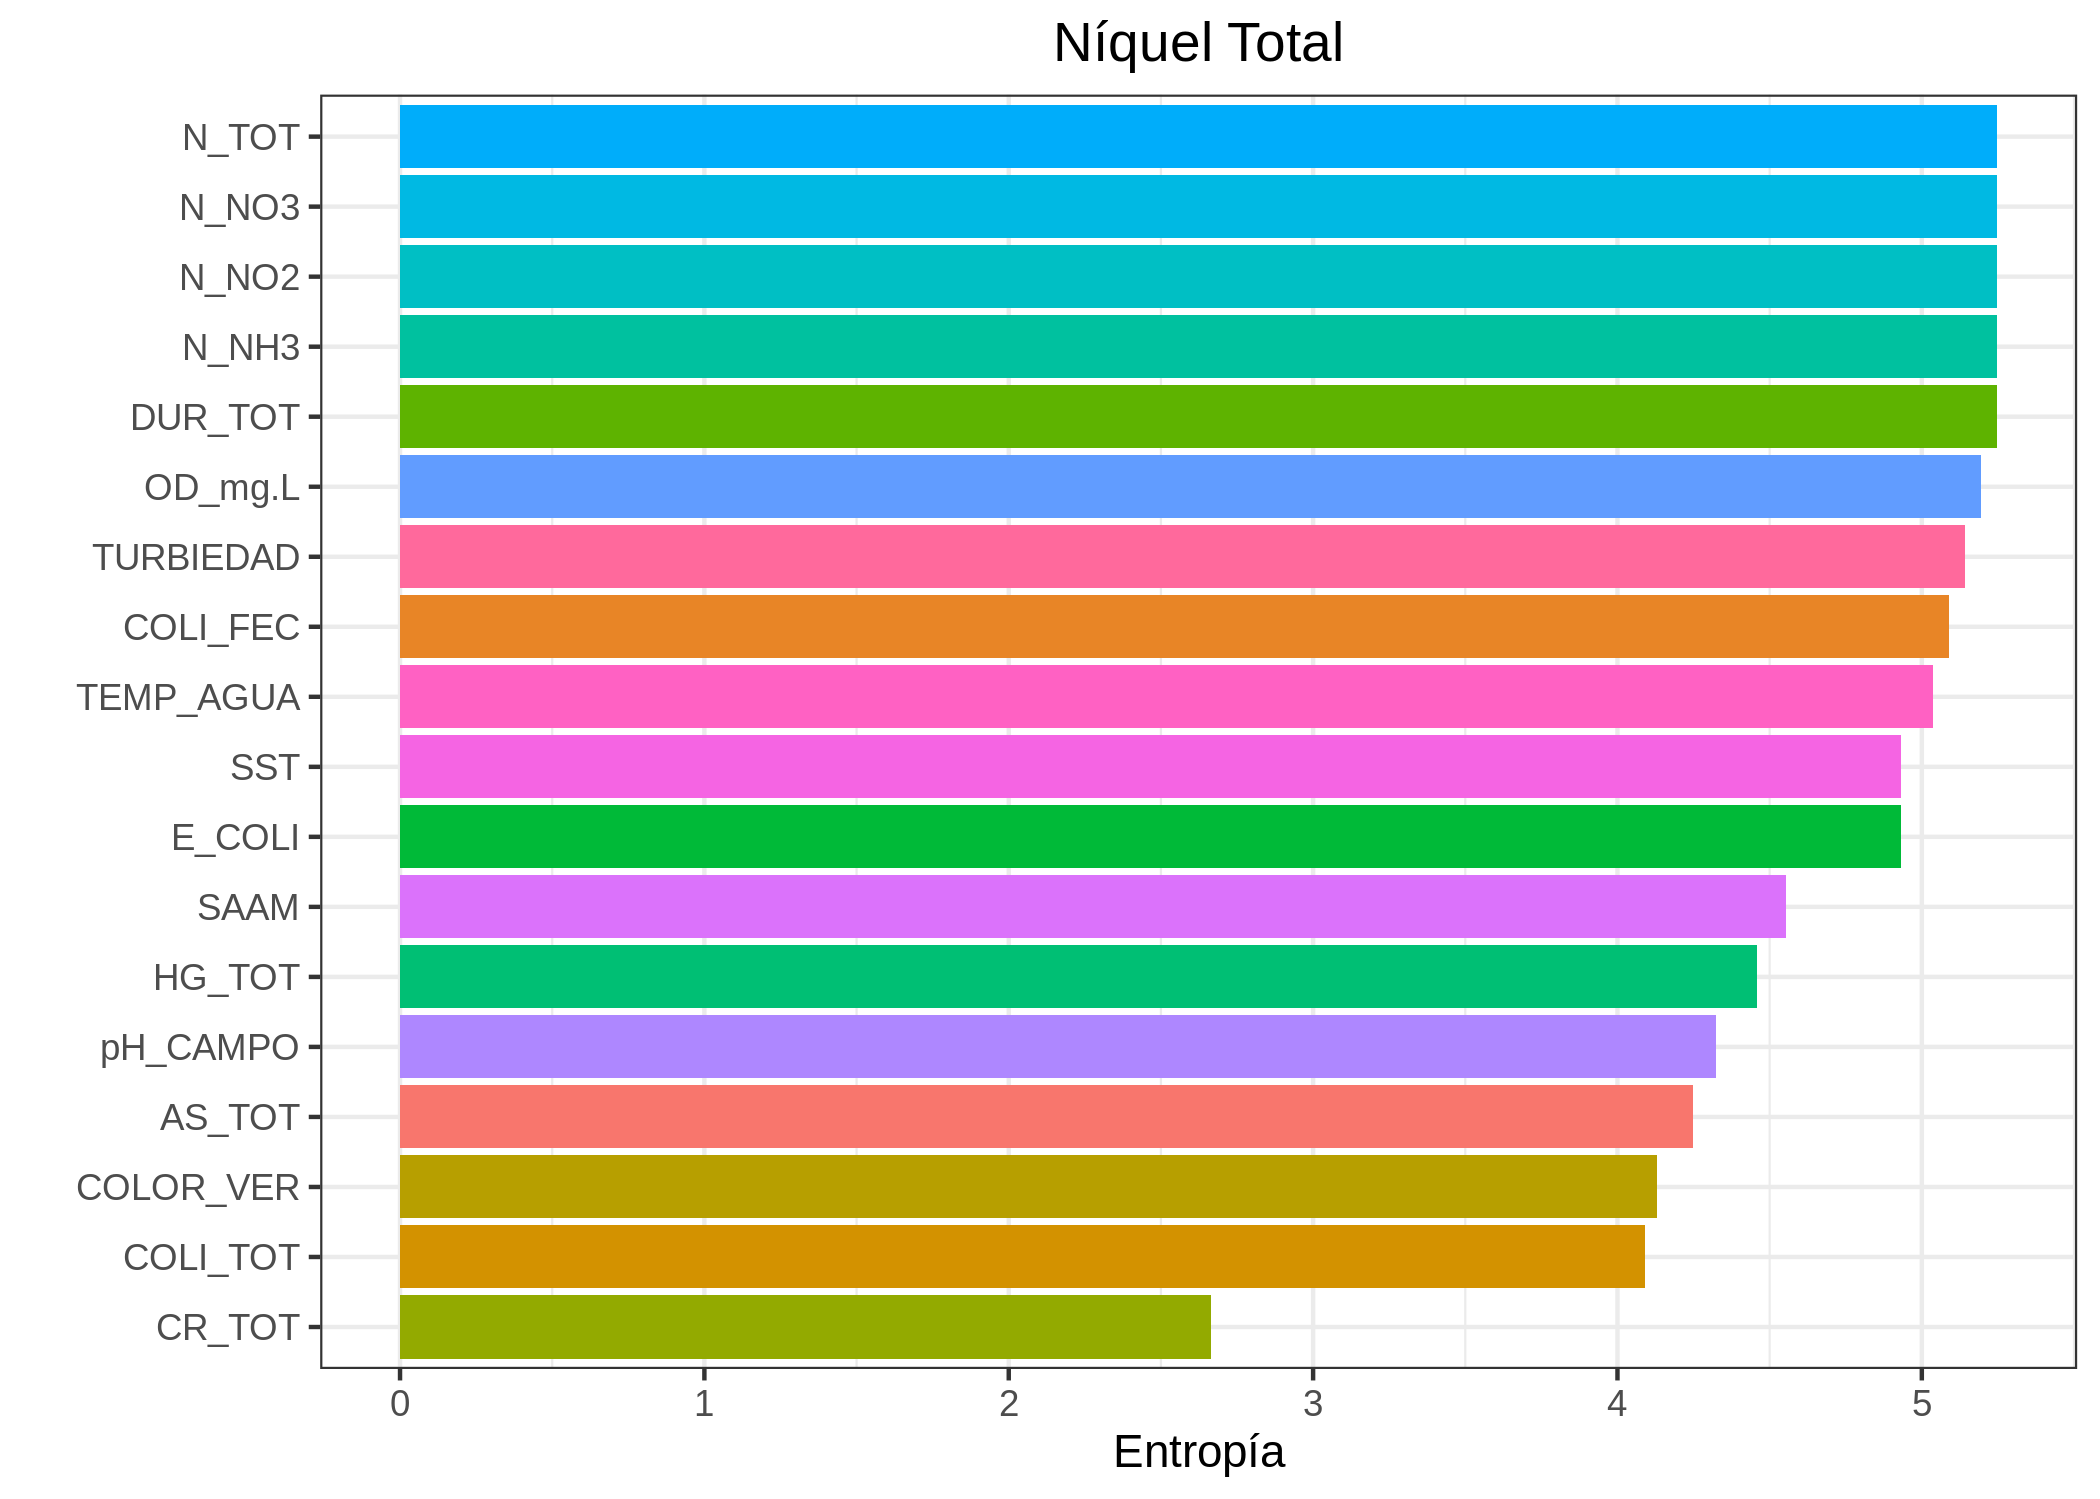 Níquel Total
N_TOT
N_NO3
N_NO2
N_NH3
DUR_TOT
OD_mg.L
TURBIEDAD
COLI_FEC
TEMP_AGUA
SST
E_COLI
SAAM
HG_TOT
pH_CAMPO
AS_TOT
COLOR_VER
COLI_TOT
CR_TOT
0 1 2 3 4 5
Entropía